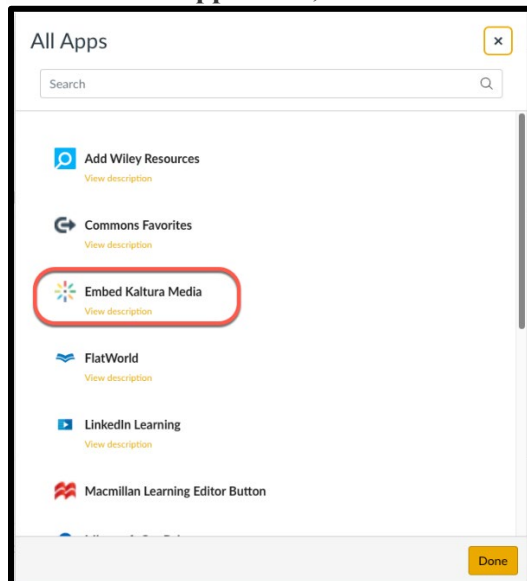 All Apps
×
Search
Add Wiley Resources
View description
Commons Favorites
View description
Embed Kaltura Media
View description
FlatWorld
View description
LinkedIn Learning
View description
Macmillan Learning Editor Button
Done